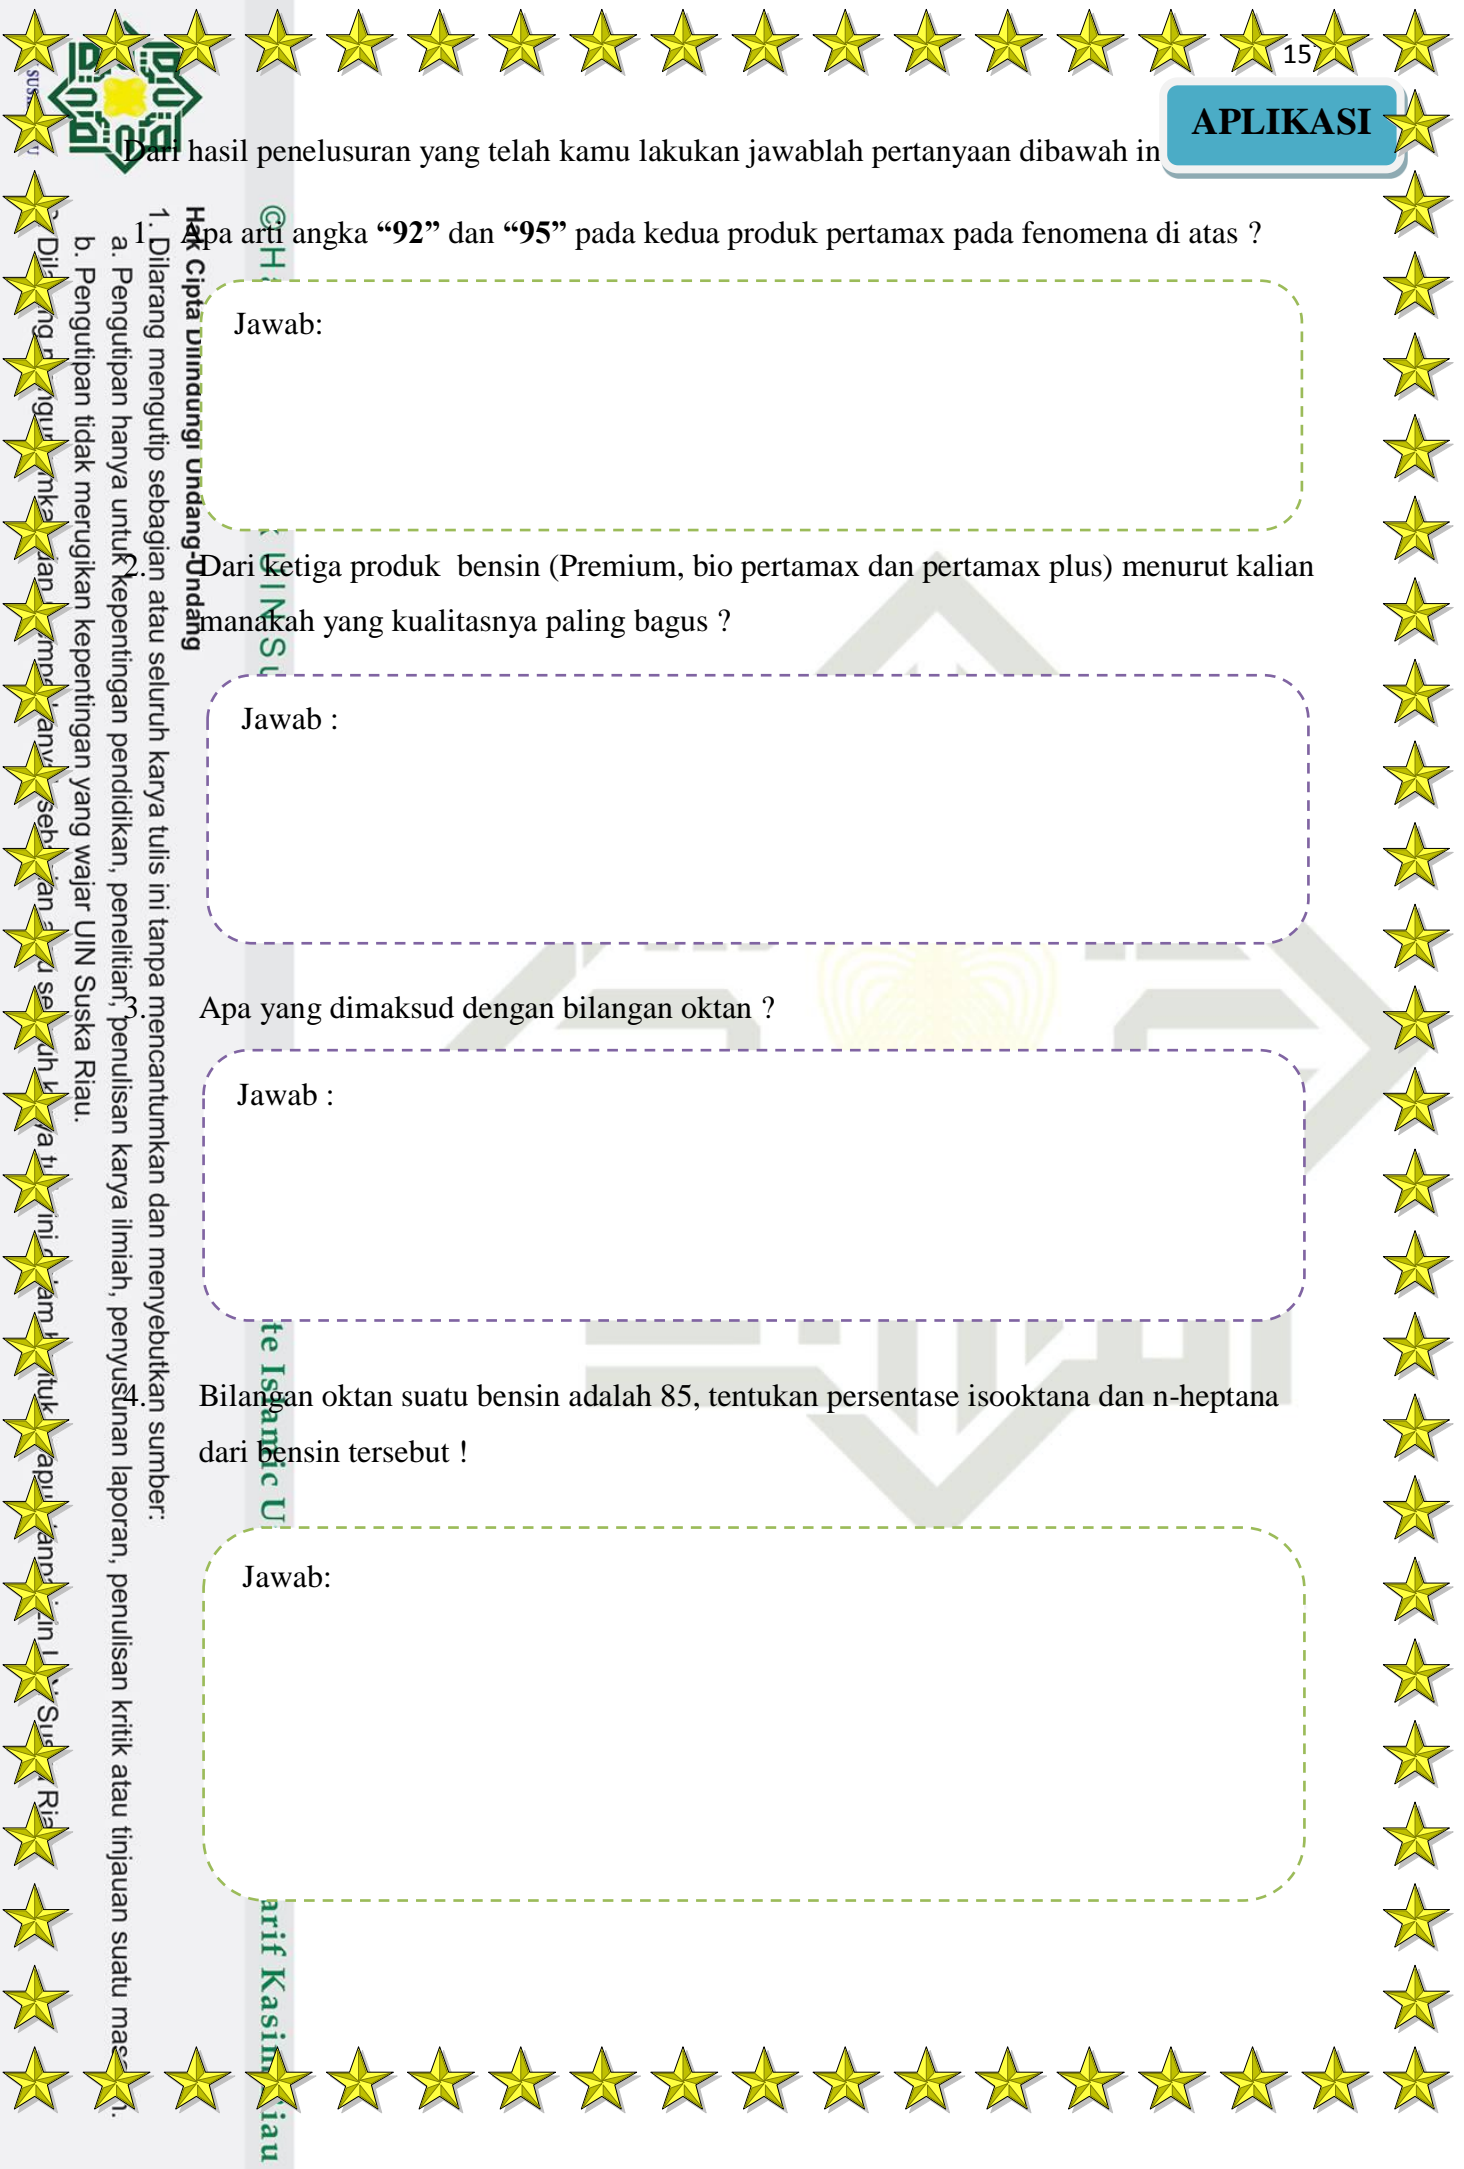 15
APLIKASI
Dari hasil penelusuran yang telah kamu lakukan jawablah pertanyaan dibawah in
1. Apa arti angka “92” dan “95” pada kedua produk pertamax pada fenomena di atas ?
Jawab:
2. Dari ketiga produk bensin (Premium, bio pertamax dan pertamax plus) menurut kalian
manakah yang kualitasnya paling bagus ?
Jawab :
3. Apa yang dimaksud dengan bilangan oktan ?
Jawab :
4. Bilangan oktan suatu bensin adalah 85, tentukan persentase isooktana dan n-heptana
dari bensin tersebut !
Jawab:
Hak Cipta Dilindungi Undang-Undang
1. Dilarang mengutip sebagian atau seluruh karya tulis ini tanpa mencantumkan dan menyebutkan sumber:
a. Pengutipan hanya untuk kepentingan pendidikan, penelitian, penulisan karya ilmiah, penyusunan laporan, penulisan kritik atau tinjauan suatu
b. Pengutipan tidak merugikan kepentingan yang wajar UIN Suska Riau.